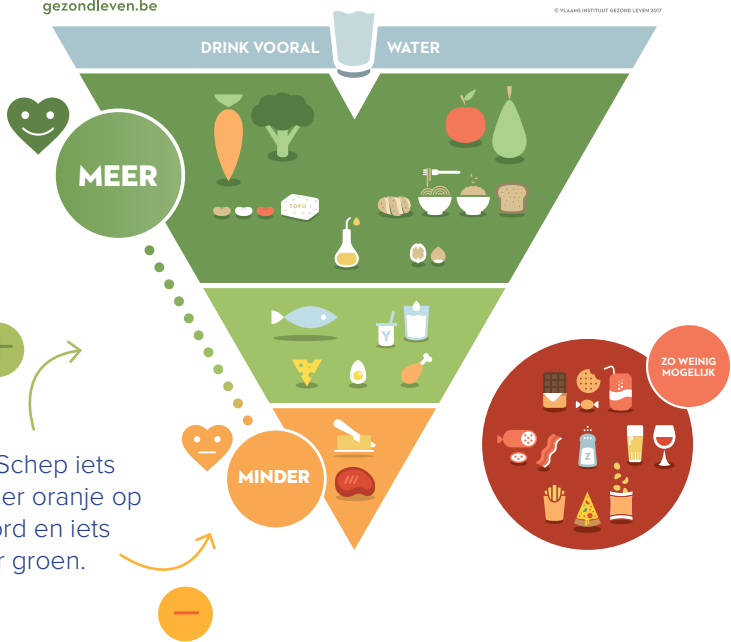 gezondleven.be
© VLAAMS INSTITUUT GEZOND LEVEN 2017
DRINK VOORAL WATER
MEER
TOFU
Y
ZO WEINIG
MOGELIJK
Z
MINDER
Schep iets
er oranje op
ord en iets
r groen.